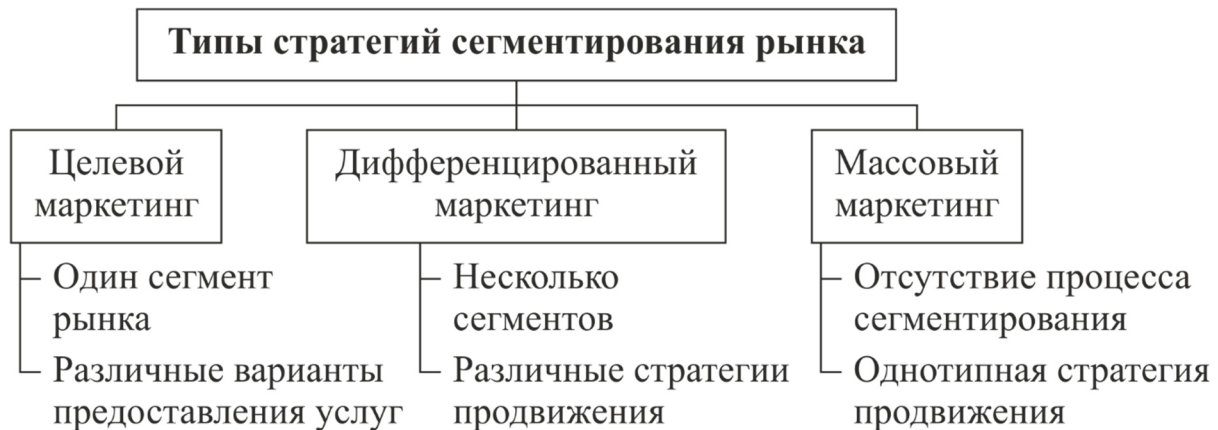 Типы стратегий сегментирования рынка
Целевой
маркетинг
Один сегмент
рынка
Различные варианты
предоставления услуг
Дифференцированный
маркетинг
Несколько
сегментов
Различные стратегии
продвижения
Массовый
маркетинг
Отсутствие процесса
сегментирования
Однотипная стратегия
продвижения